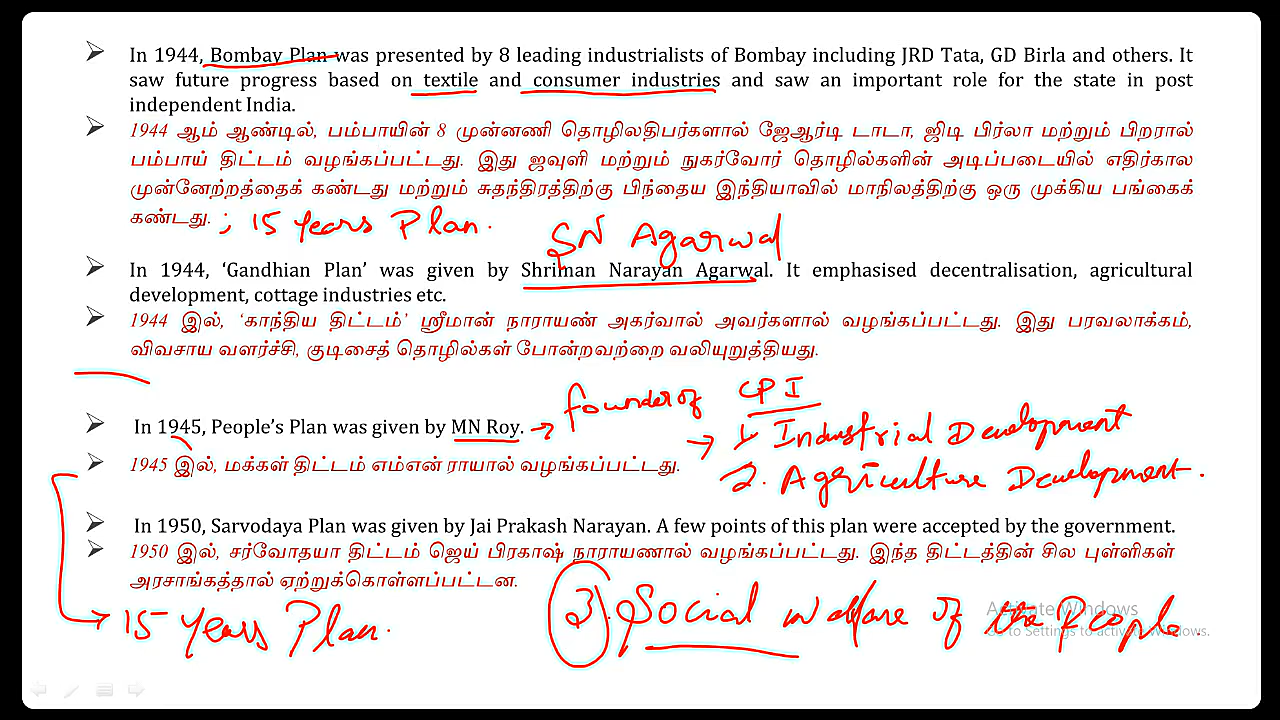 ➢ In 1944, Bombay Plan was presented by 8 leading industrialists of Bombay including JRD Tata, GD Birla and others. It
saw future progress based on textile and consumer industries and saw an important role for the state in post
independent India.
➢ 1944 ஆம் ஆண்டில், பம்பாயின் 8 முன்னணி தொழிலதிபர்களால் ஜேஆர்டி டாடா, ஜிடி பிர்லா மற்றும் பிறரால்
பம்பாய் திட்டம் வழங்கப்பட்டது. இது ஜவுளி மற்றும் நுகர்வோர் தொழில்களின் அடிப்படையில் எதிர்கால
முன்னேற்றத்தைக் கண்டது மற்றும் சுதந்திரத்திற்கு பிந்தைய இந்தியாவில் மாநிலத்திற்கு ஒரு முக்கிய பங்கைக்
கண்டது. ; 15 Years Plan.
SN Agarwal
➢ In 1944, ‘Gandhian Plan’ was given by Shriman Narayan Agarwal. It emphasised decentralisation, agricultural
development, cottage industries etc.
➢ 1944 இல், ‘காந்திய திட்டம்’ ஸ்ரீமான் நாராயண் அகர்வால் அவர்களால் வழங்கப்பட்டது. இது பரவலாக்கம்,
விவசாய வளர்ச்சி, குடிசைத் தொழில்கள் போன்றவற்றை வலியுறுத்தியது.
➢ In 1945, People’s Plan was given by MN Roy. → founder of CPI
→ 1. Industrial Development
➢ 1945 இல், மக்கள் திட்டம் எம்என் ராயால் வழங்கப்பட்டது.
2. Agriculture Development.
➢ In 1950, Sarvodaya Plan was given by Jai Prakash Narayan. A few points of this plan were accepted by the government.
➢ 1950 இல், சர்வோதயா திட்டம் ஜெய் பிரகாஷ் நாராயணால் வழங்கப்பட்டது. இந்த திட்டத்தின் சில புள்ளிகள்
அரசாங்கத்தால் ஏற்றுக்கொள்ளப்பட்டன.
→ 15 Years Plan.
3. Social welfare of the People.
Activate Windows
Go to Settings to activate Windows.